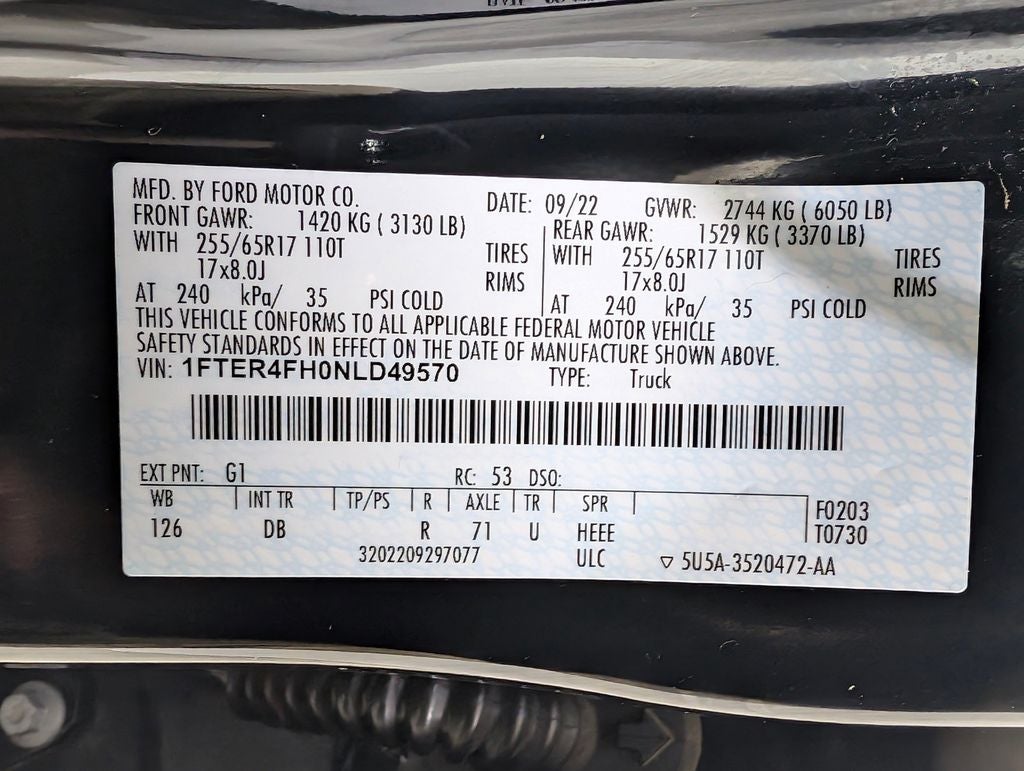 MFD. BY FORD MOTOR CO. DATE: 09/22 GVWR: 2744 KG ( 6050 LB)
FRONT GAWR: 1420 KG ( 3130 LB) REAR GAWR: 1529 KG ( 3370 LB)
WITH 255/65R17 110T TIRES WITH 255/65R17 110T TIRES
17x8.0J RIMS 17x8.0J RIMS
AT 240 kPa/ 35 PSI COLD AT 240 kPa/ 35 PSI COLD
THIS VEHICLE CONFORMS TO ALL APPLICABLE FEDERAL MOTOR VEHICLE
SAFETY STANDARDS IN EFFECT ON THE DATE OF MANUFACTURE SHOWN ABOVE.
VIN: 1FTER4FH0NLD49570 TYPE: Truck
EXT PNT: G1 RC: 53 DSO:
WB INT TR TP/PS R AXLE TR SPR F0203
126 DB R 71 U HEEE T0730
3202209297077 ULC ▽ 5U5A-3520472-AA